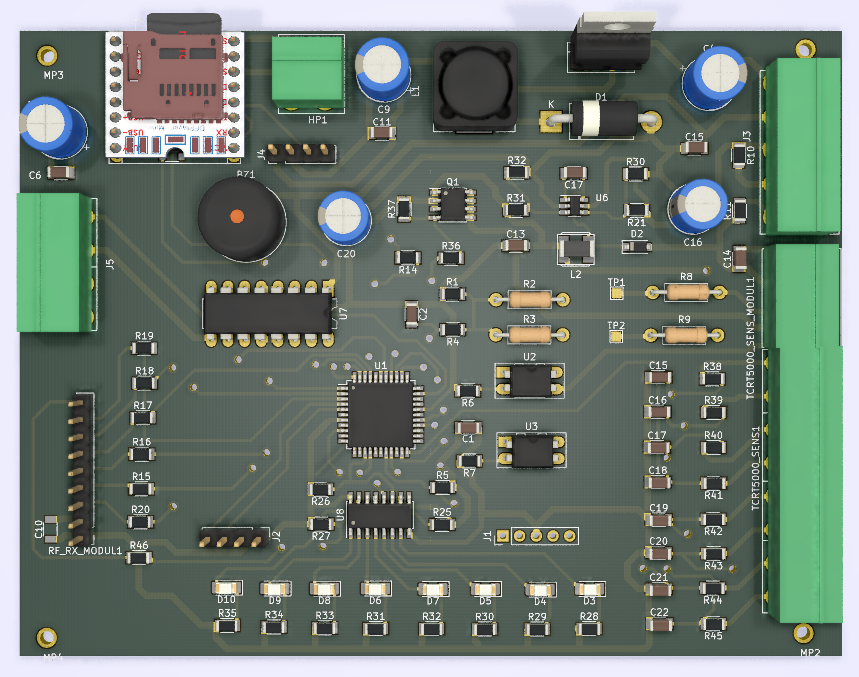 MP3
C6
USB-
RX
HP1
C9
L1
C11
J4
K
D1
C15
J3
R10
BZ1
C20
R37
Q1
R32
R31
C17
U6
R30
R21
C16
C13
L2
D2
C14
J5
R14
R36
U7
C2
R1
R4
R2
R3
TP1
TP2
R8
R9
TCRT5000_SENS_MODUL1
R19
R18
R17
R16
R15
R20
R46
U1
R6
C1
R7
U2
U3
C15
C16
C17
C18
C19
C20
C21
C22
R38
R39
R40
R41
R42
R43
R44
R45
TCRT5000_SENS1
C10
RF_RX_MODUL1
R26
R27
U8
R5
R25
J2
J1
D10
D9
D8
D6
D7
D5
D4
D3
R35
R34
R33
R31
R32
R30
R29
R28
MP4
MP2